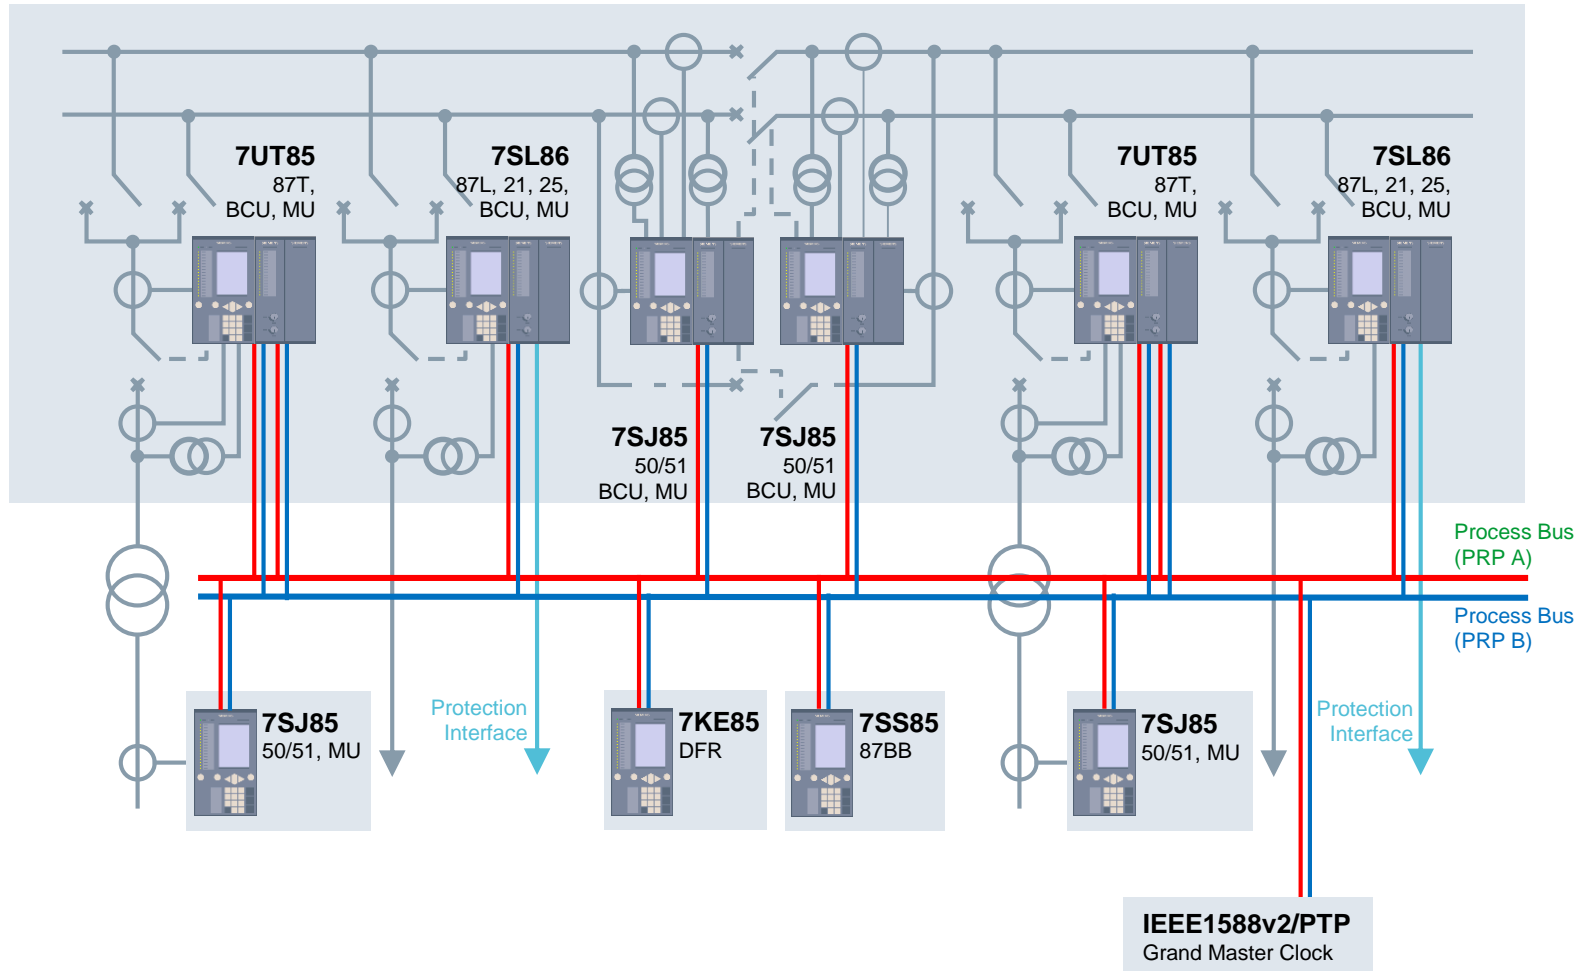 7UT85
87T,
BCU, MU
7SL86
87L, 21, 25,
BCU, MU
7UT85
87T,
BCU, MU
7SL86
87L, 21, 25,
BCU, MU
7SJ85
50/51
BCU, MU
7SJ85
50/51
BCU, MU
Process Bus
(PRP A)
Process Bus
(PRP B)
7SJ85
50/51, MU
Protection
Interface
7KE85
DFR
7SS85
87BB
7SJ85
50/51, MU
Protection
Interface
IEEE1588v2/PTP
Grand Master Clock